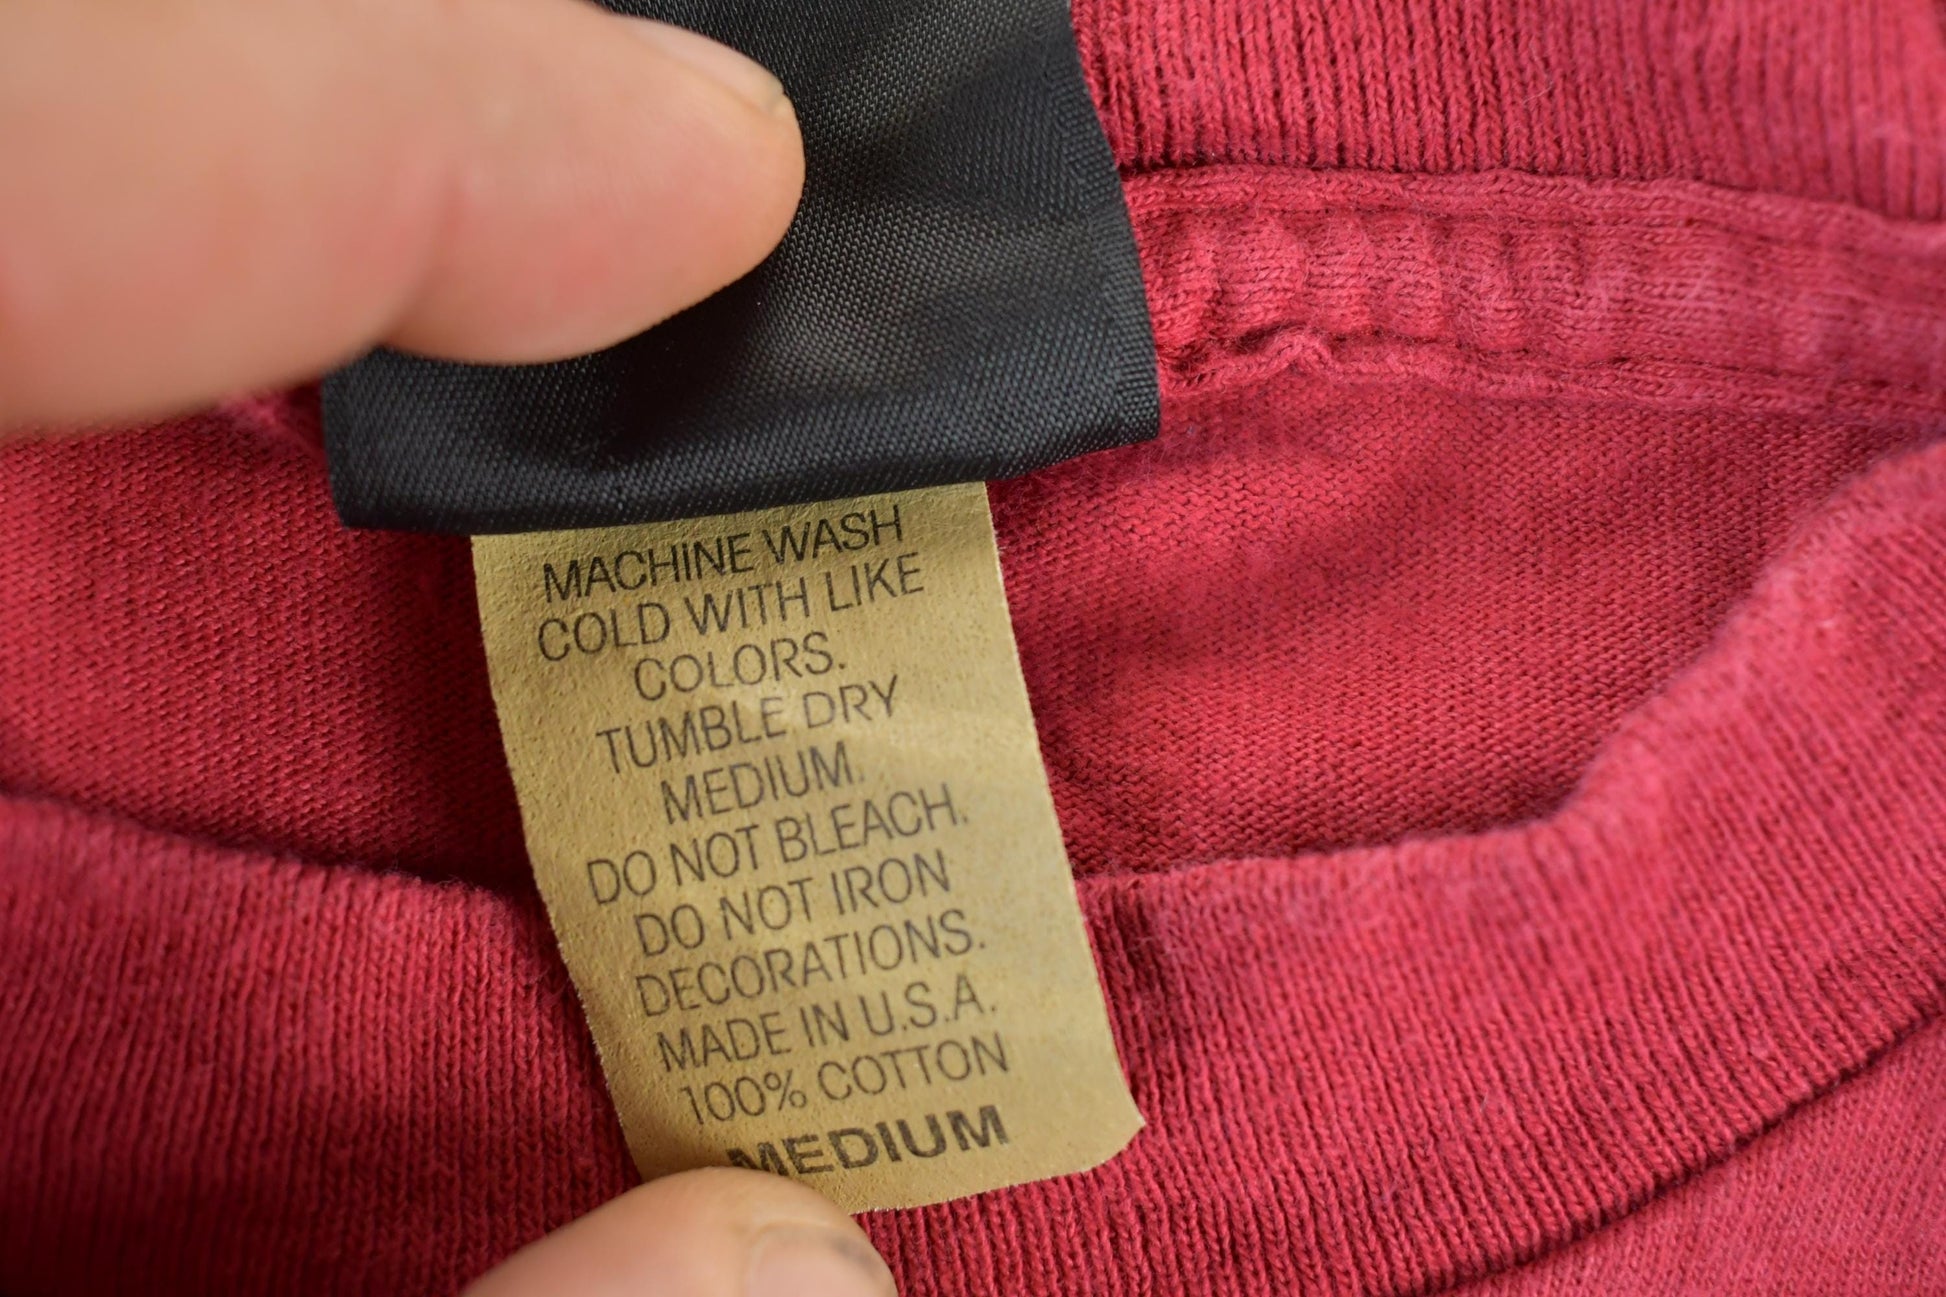 MACHINE WASH
COLD WITH LIKE
COLORS.
TUMBLE DRY
MEDIUM.
DO NOT BLEACH.
DO NOT IRON
DECORATIONS.
MADE IN U.S.A.
100% COTTON
MEDIUM